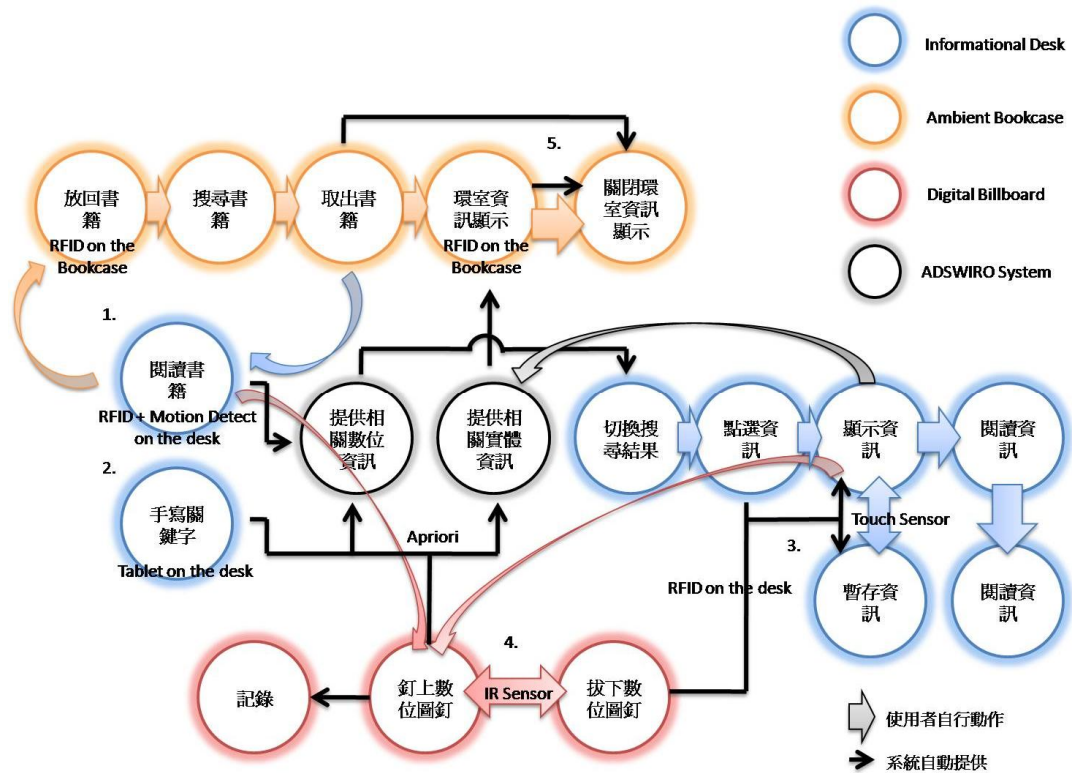 Informational Desk
Ambient Bookcase
Digital Billboard
ADSWIRO System
5.
放回書
籍
RFID on the
Bookcase
搜尋書
籍
取出書
籍
環室資
訊顯示
RFID on the
Bookcase
關閉環
室資訊
顯示
1.
閱讀書
籍
RFID + Motion Detect
on the desk
提供相
關數位
資訊
提供相
關實體
資訊
切換搜
尋結果
點選資
訊
顯示資
訊
閱讀資
訊
2.
手寫關
鍵字
Tablet on the desk
Apriori
Touch Sensor
3.
RFID on the desk
暫存資
訊
閱讀資
訊
4.
記錄
釘上數
位圖釘
IR Sensor
拔下數
位圖釘
使用者自行動作
系統自動提供